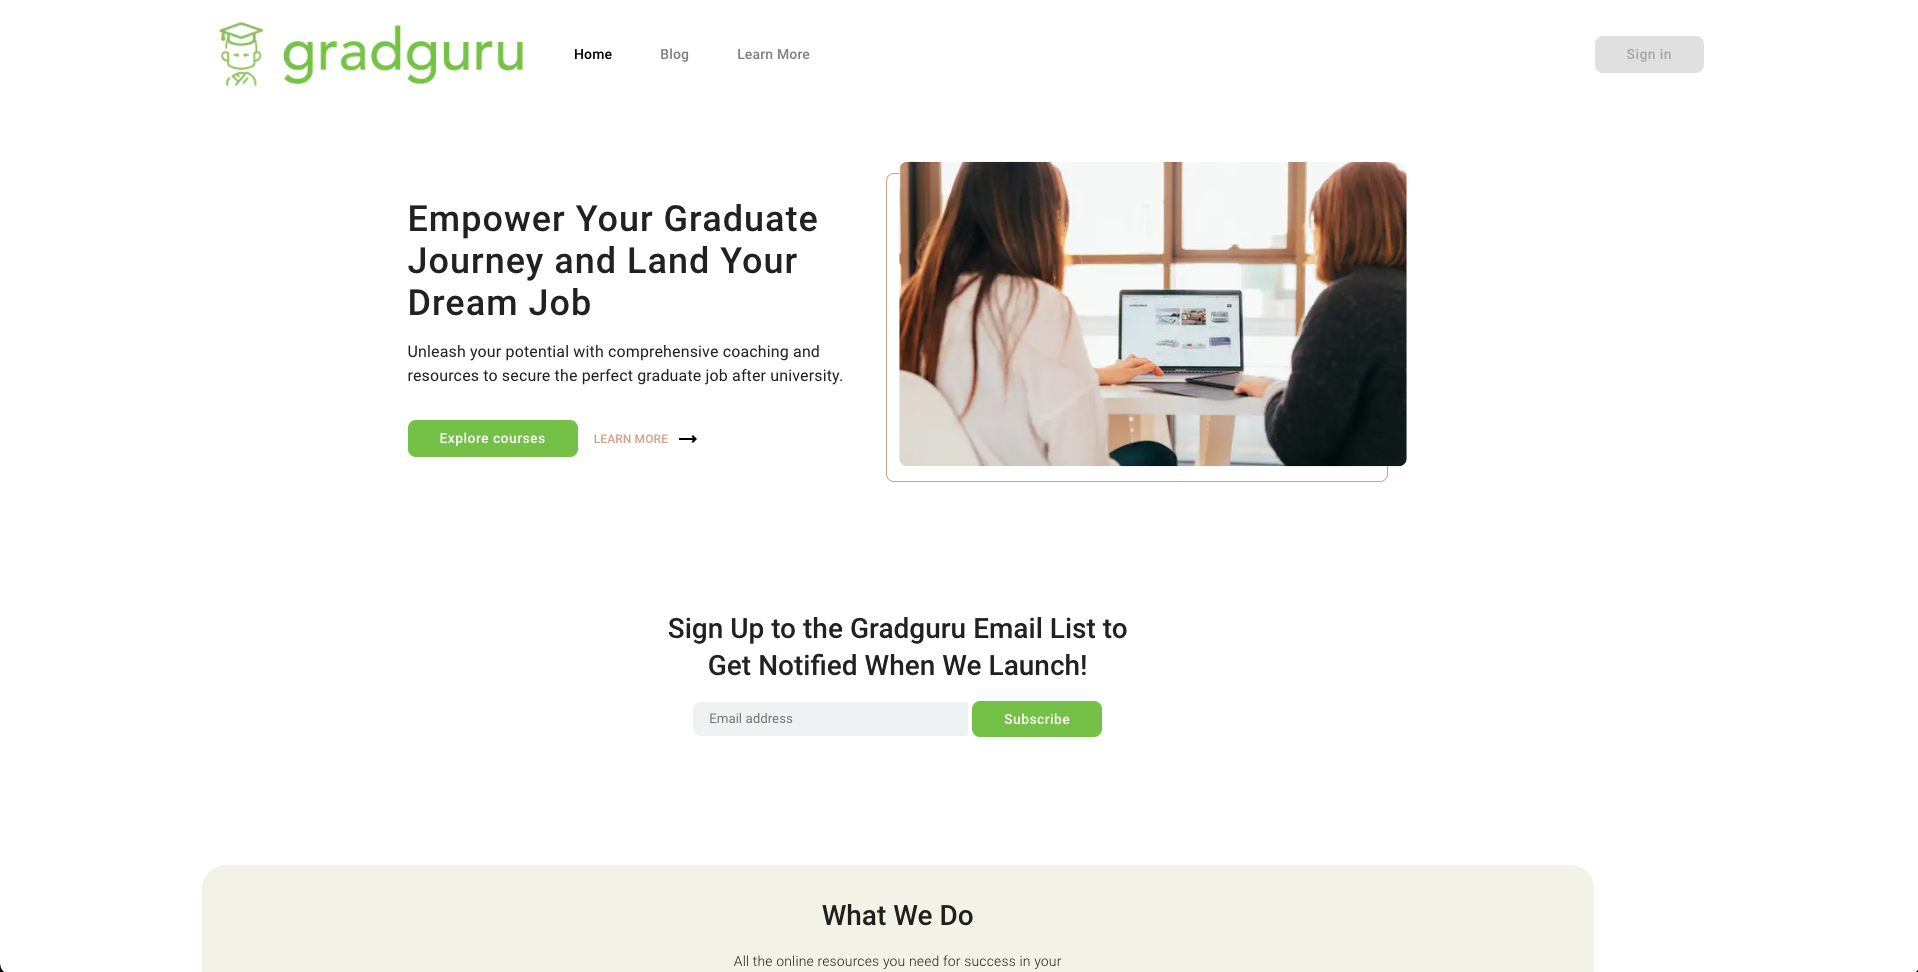 gradguru
Home
Blog
Learn More
Sign in
Empower Your Graduate
Journey and Land Your
Dream Job
Unleash your potential with comprehensive coaching and
resources to secure the perfect graduate job after university.
Explore courses
LEARN MORE
Sign Up to the Gradguru Email List to
Get Notified When We Launch!
Email address
Subscribe
What We Do
All the online resources you need for success in your